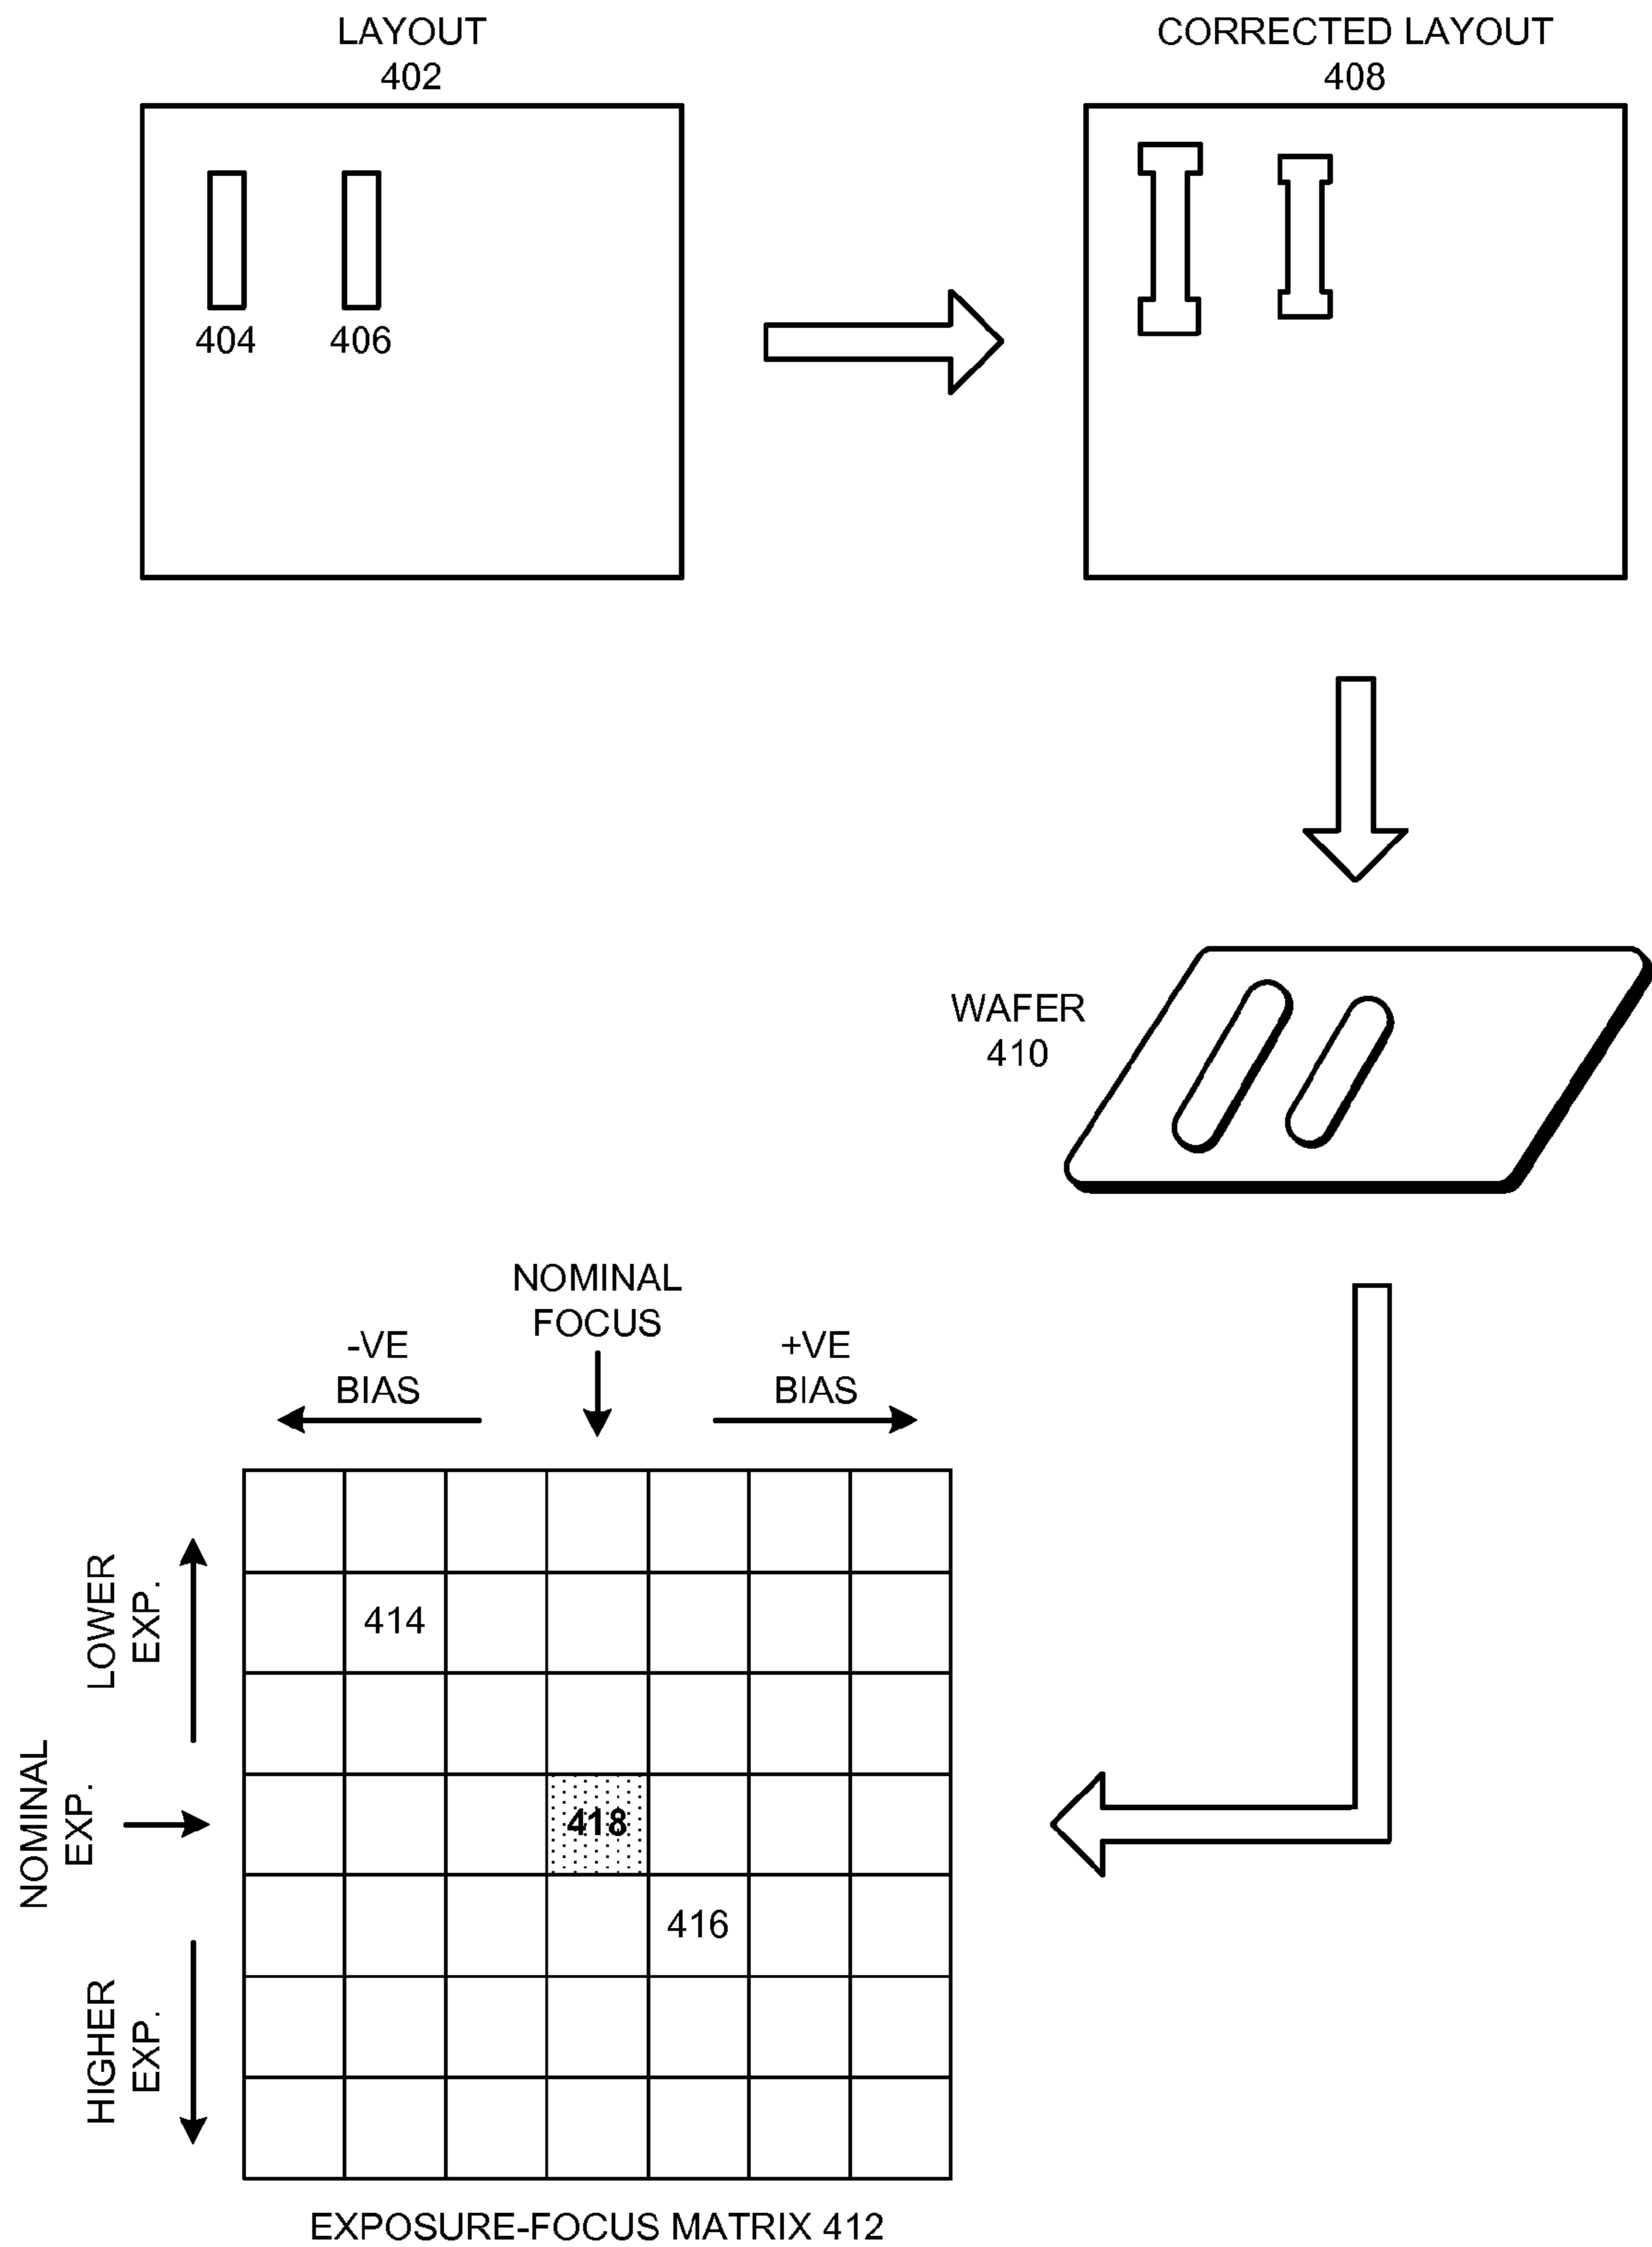 LAYOUT
402
CORRECTED LAYOUT
408
404
406
WAFER
410
NOMINAL
FOCUS
-VE
BIAS
+VE
BIAS
LOWER
EXP.
414
NOMINAL
EXP.
418
416
HIGHER
EXP.
EXPOSURE-FOCUS MATRIX 412